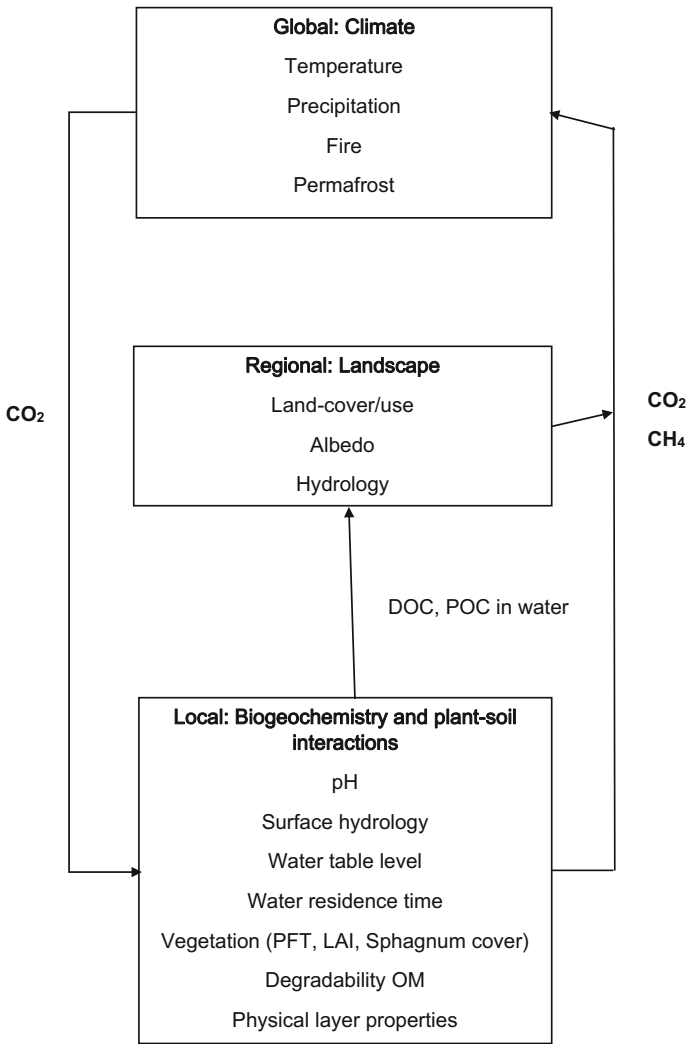 Global: Climate
Temperature
Precipitation
Fire
Permafrost
Regional: Landscape
Land-cover/use
Albedo
Hydrology
CO2
CO2
CH4
DOC, POC in water
Local: Biogeochemistry and plant-soil
interactions
pH
Surface hydrology
Water table level
Water residence time
Vegetation (PFT, LAI, Sphagnum cover)
Degradability OM
Physical layer properties